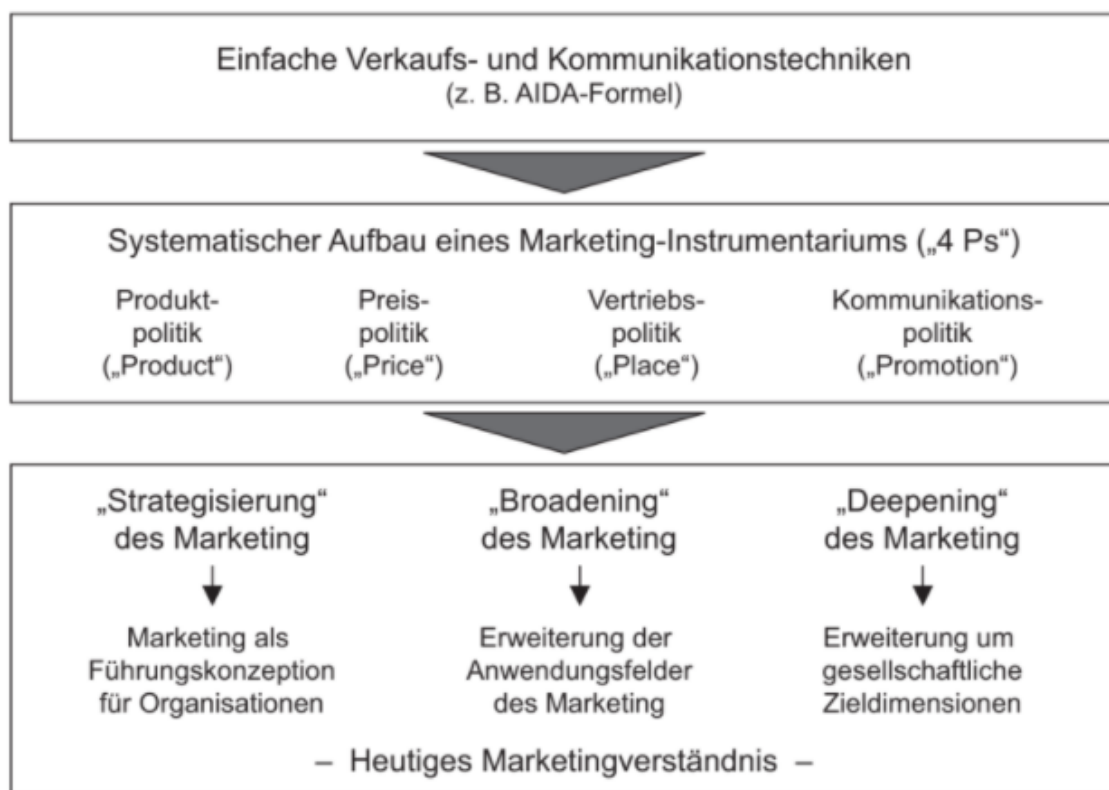 Einfache Verkaufs- und Kommunikationstechniken
(z. B. AIDA-Formel)
Systematischer Aufbau eines Marketing-Instrumentariums („4 Ps“)
Produkt-
politik
(„Product“)
Preis-
politik
(„Price“)
Vertriebs-
politik
(„Place“)
Kommunikations-
politik
(„Promotion“)
„Strategisierung“
des Marketing
Marketing als
Führungskonzeption
für Organisationen
„Broadening“
des Marketing
Erweiterung der
Anwendungsfelder
des Marketing
„Deepening“
des Marketing
Erweiterung um
gesellschaftliche
Zieldimensionen
– Heutiges Marketingverständnis –